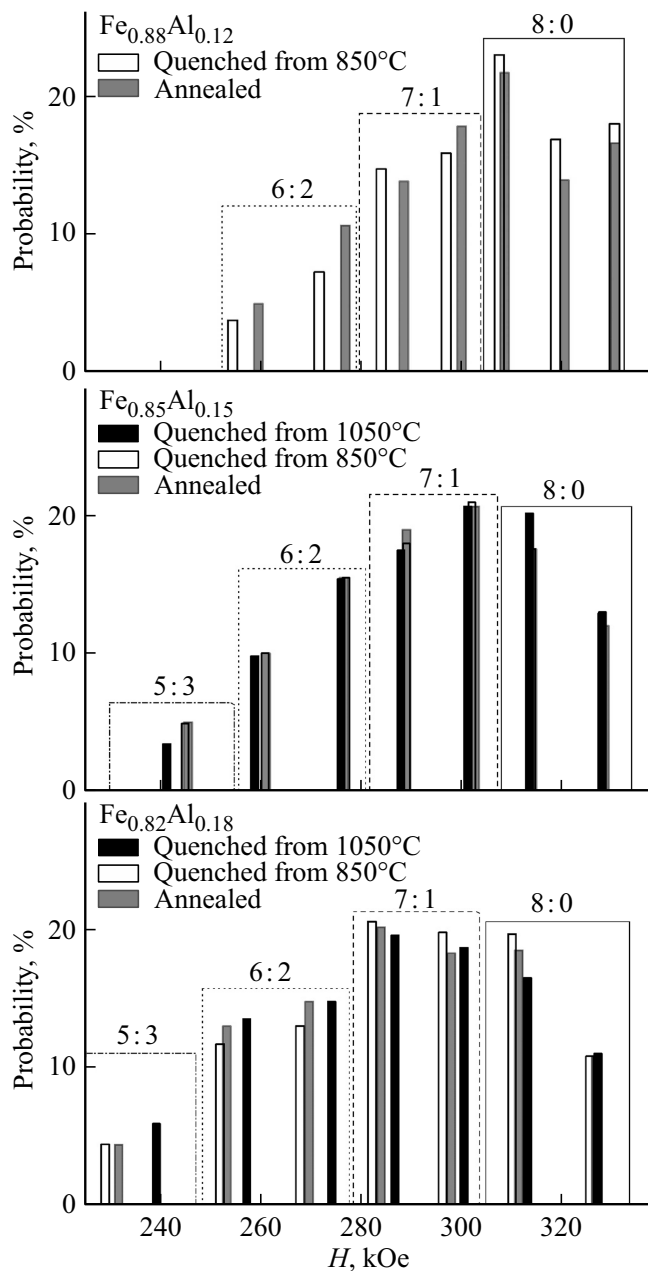 Fe0.88Al0.12
Quenched from 850°C
Annealed
8:0
7:1
6:2
20
10
0
Probability, %
Fe0.85Al0.15
Quenched from 1050°C
Quenched from 850°C
Annealed
8:0
7:1
6:2
5:3
20
10
0
Probability, %
Fe0.82Al0.18
Quenched from 1050°C
Quenched from 850°C
Annealed
8:0
7:1
6:2
5:3
20
10
0
Probability, %
240 260 280 300 320
H, kOe